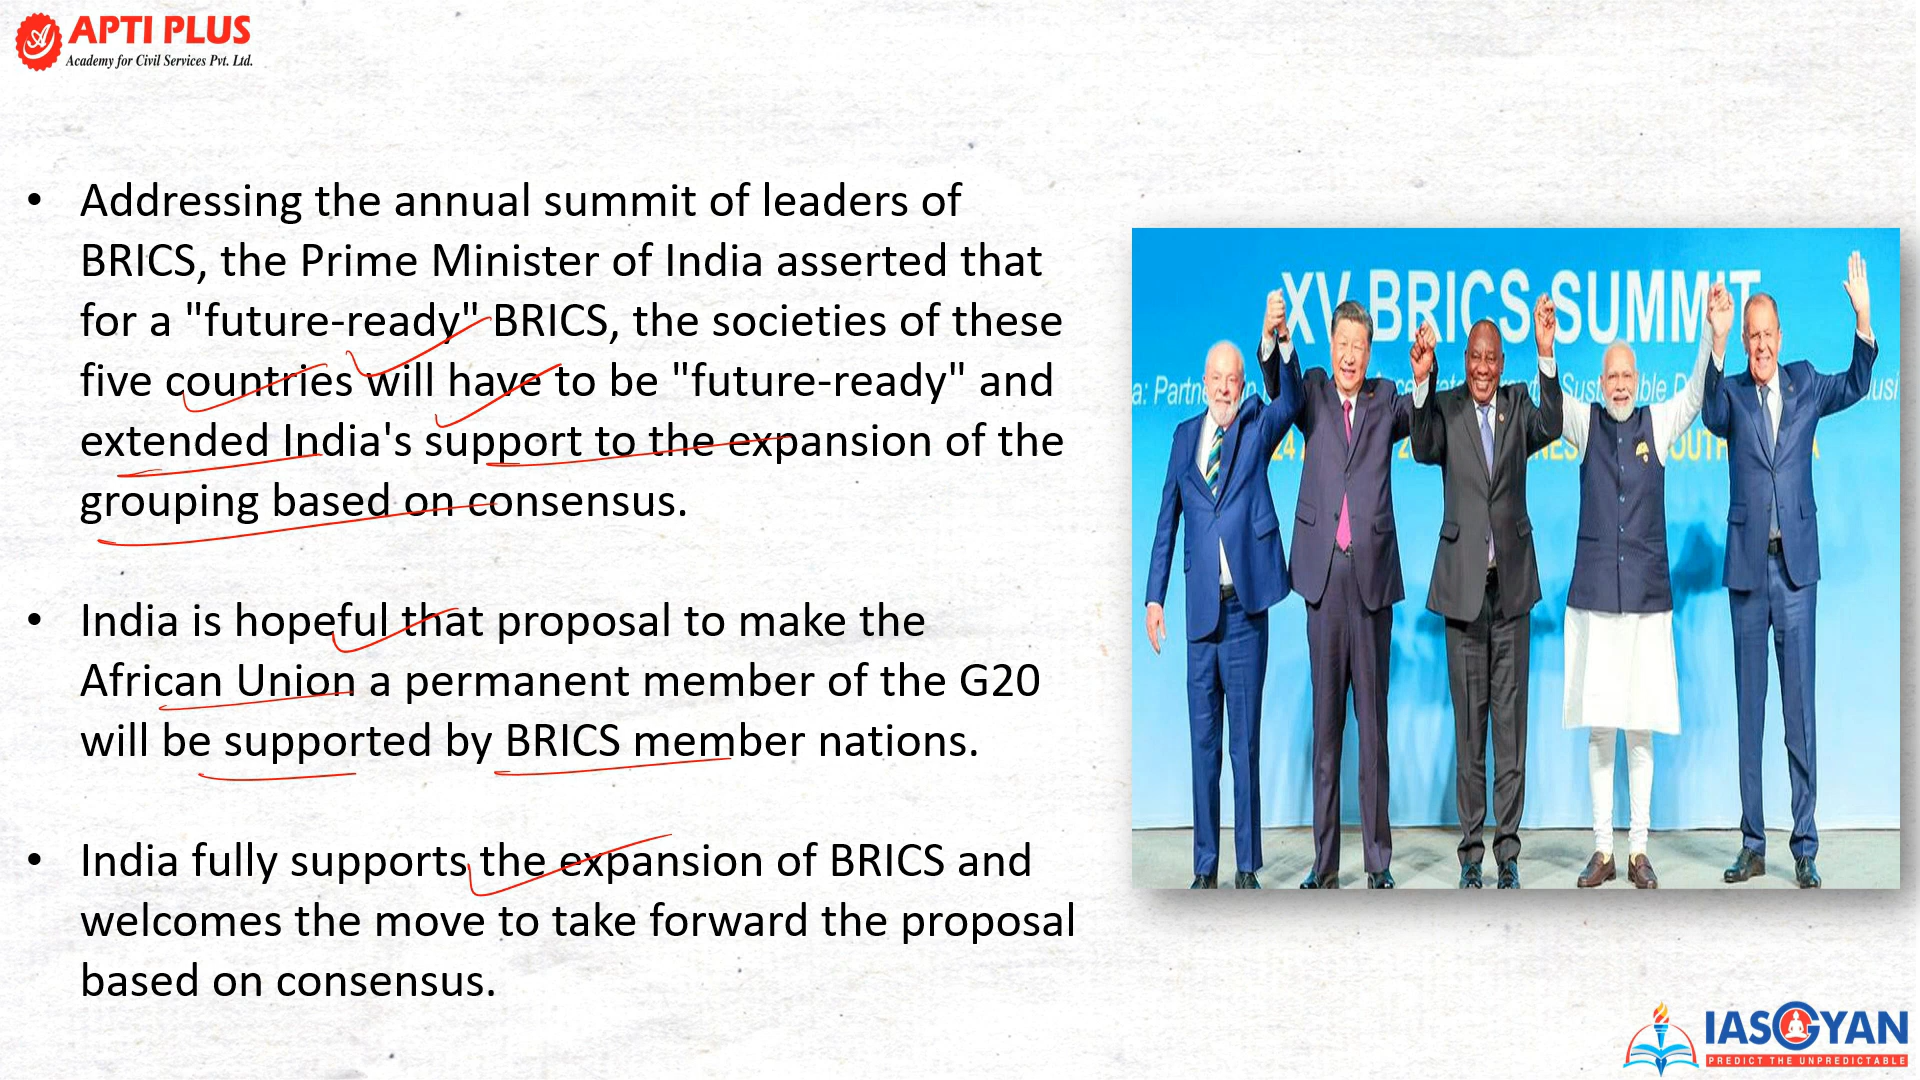 APTI PLUS
Academy for Civil Services Pvt. Ltd.
• Addressing the annual summit of leaders of
BRICS, the Prime Minister of India asserted that
for a "future-ready" BRICS, the societies of these
five countries will have to be "future-ready" and
extended India's support to the expansion of the
grouping based on consensus.
• India is hopeful that proposal to make the
African Union a permanent member of the G20
will be supported by BRICS member nations.
• India fully supports the expansion of BRICS and
welcomes the move to take forward the proposal
based on consensus.
XV BRICS SUMMIT
a: Partne
IASGYAN
PREDICT THE UNPREDICTABLE